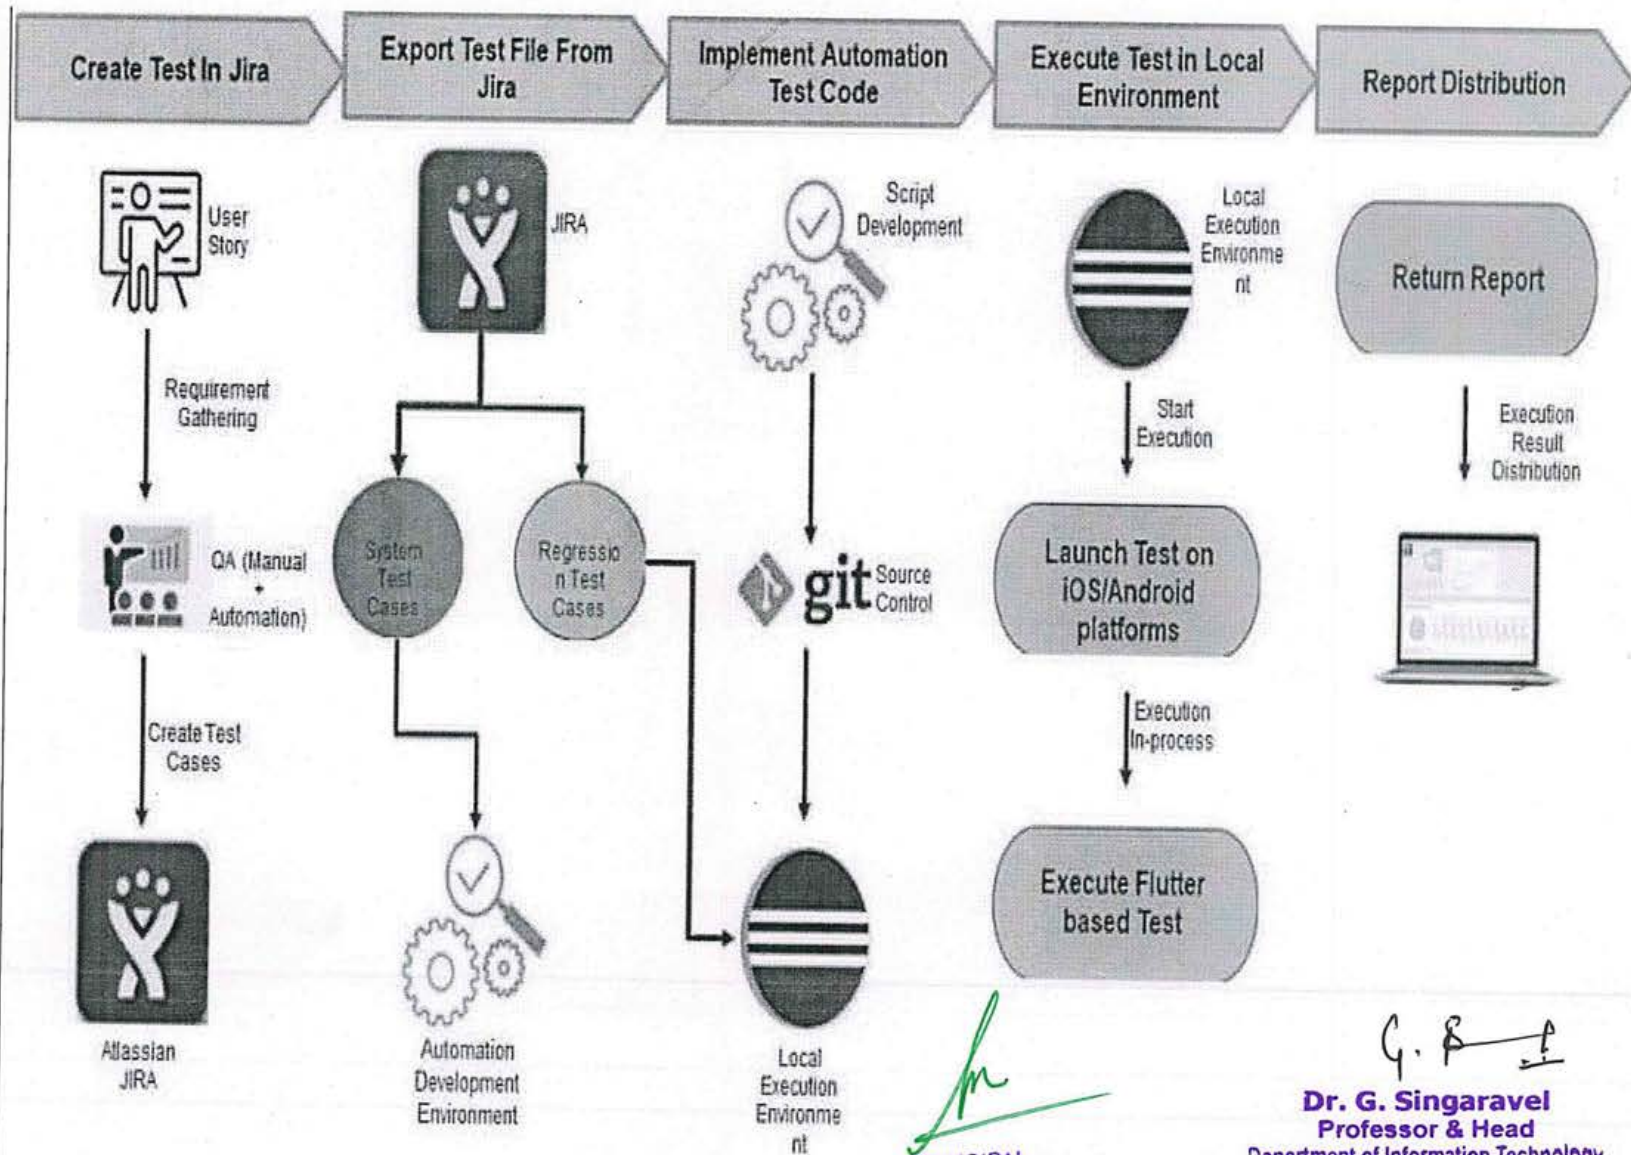 Create Test In Jira
Export Test File From
Jira
Implement Automation
Test Code
Execute Test in Local
Environment
Report Distribution
User
Story
Requirement
Gathering
QA (Manual
+
Automation)
Create Test
Cases
Atlassian
JIRA
JIRA
System
Test
Cases
Regressio
n Test
Cases
Automation
Development
Environment
Script
Development
git
Source
Control
Local
Execution
Environme
nt
Local
Execution
Environme
nt
Start
Execution
Launch Test on
iOS/Android
platforms
Execution
In-process
Execute Flutter
based Test
Return Report
Execution
Result
Distribution
G.
Dr. G. Singaravel
Professor & Head
Department of Information Technology